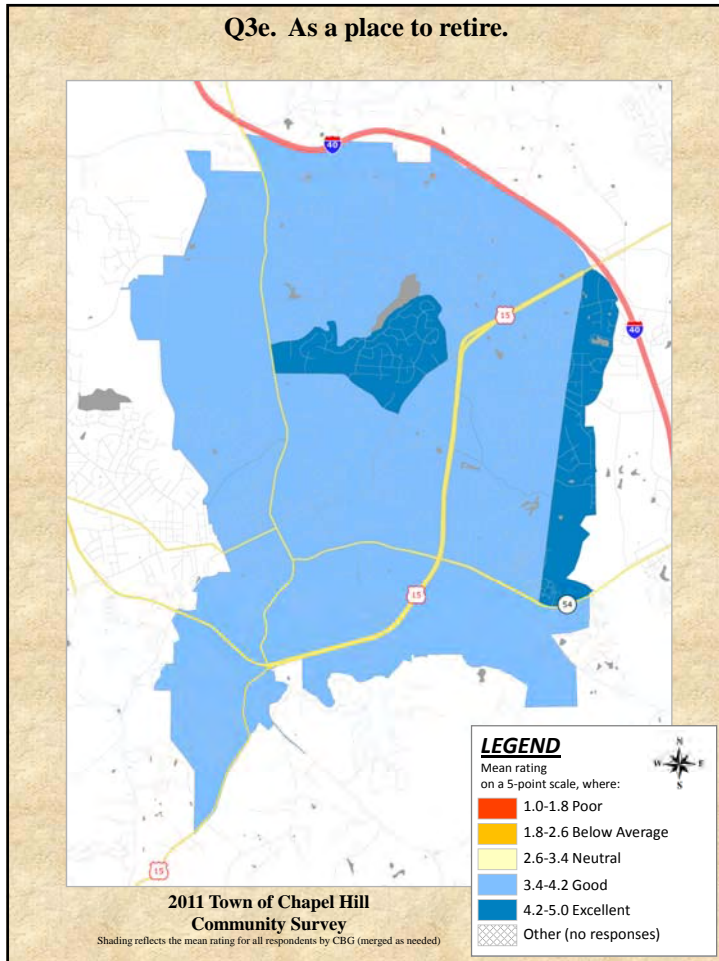 Q3e. As a place to retire.
40
15
40
15
54
15
LEGEND
Mean rating
on a 5-point scale, where:
N
W E
S
1.0-1.8 Poor
1.8-2.6 Below Average
2.6-3.4 Neutral
3.4-4.2 Good
4.2-5.0 Excellent
Other (no responses)
2011 Town of Chapel Hill
Community Survey
Shading reflects the mean rating for all respondents by CBG (merged as needed)